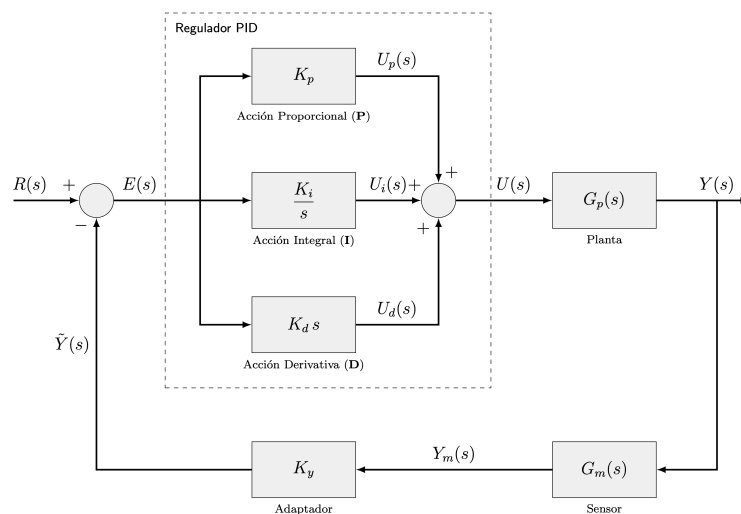 Regulador PID
K_p
U_p(s)
Acción Proporcional (P)
+
R(s)
+
E(s)
K_i
s
U_i(s)
+
U(s)
G_p(s)
Y(s)
−
Acción Integral (I)
+
Planta
K_d s
U_d(s)
Ỹ(s)
Acción Derivativa (D)
K_y
Y_m(s)
G_m(s)
Adaptador
Sensor